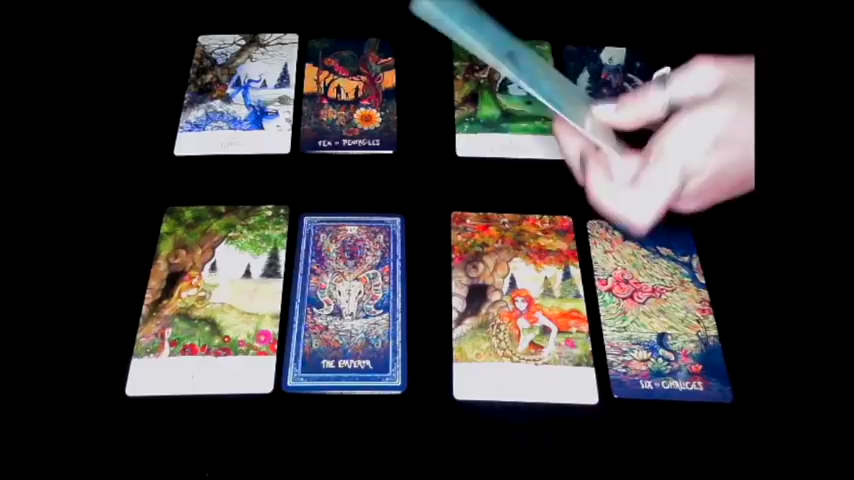 TEN OF PENTACLES
THE EMPEROR
SIX OF CHALICES